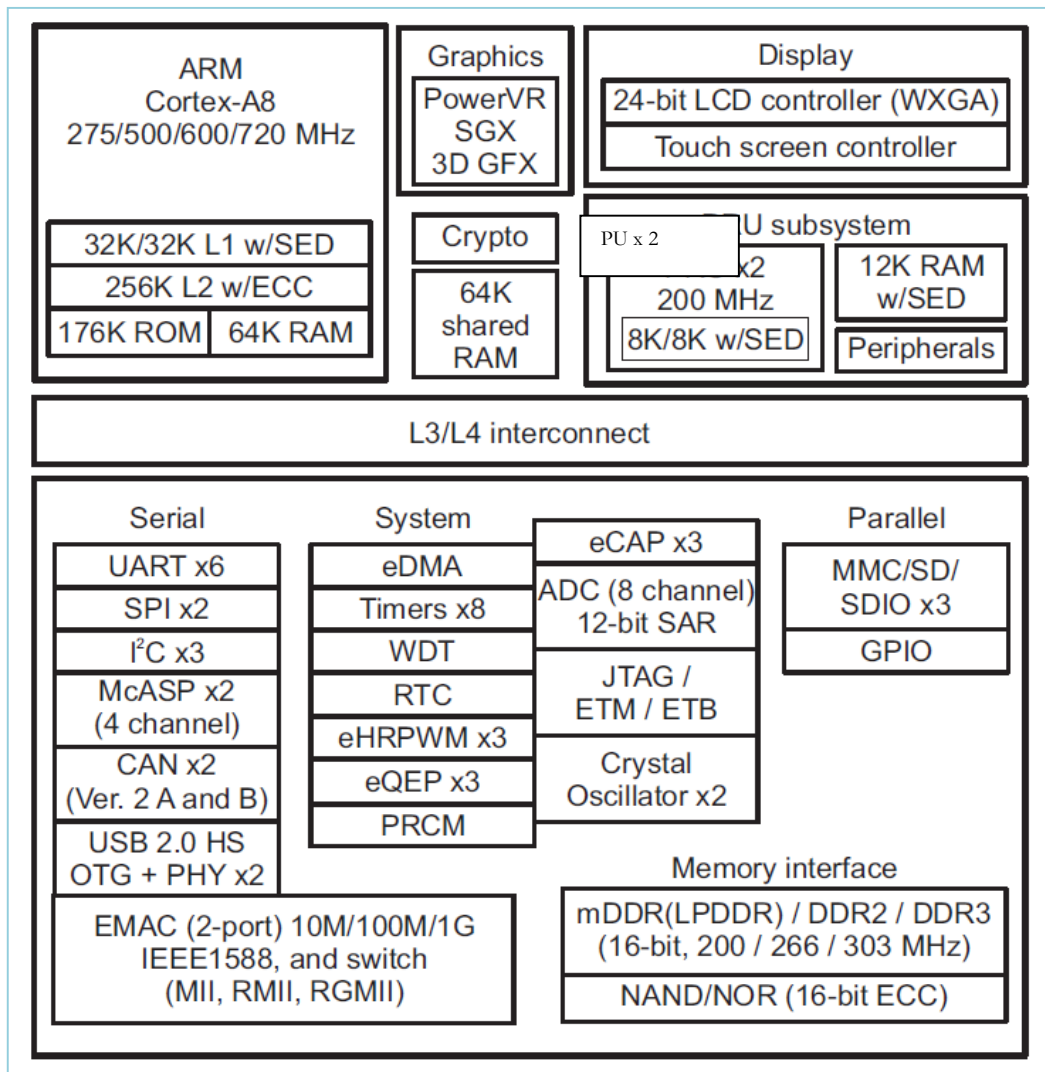 ARM
Cortex-A8
275/500/600/720 MHz
32K/32K L1 w/SED
256K L2 w/ECC
176K ROM
64K RAM
Graphics
PowerVR
SGX
3D GFX
Crypto
64K
shared
RAM
Display
24-bit LCD controller (WXGA)
Touch screen controller
PU x 2
subsystem
x2
200 MHz
8K/8K w/SED
12K RAM
w/SED
Peripherals
L3/L4 interconnect
Serial
UART x6
SPI x2
I²C x3
McASP x2
(4 channel)
CAN x2
(Ver. 2 A and B)
USB 2.0 HS
OTG + PHY x2
EMAC (2-port) 10M/100M/1G
IEEE1588, and switch
(MII, RMII, RGMII)
System
eDMA
Timers x8
WDT
RTC
eHRPWM x3
eQEP x3
PRCM
eCAP x3
ADC (8 channel)
12-bit SAR
JTAG /
ETM / ETB
Crystal
Oscillator x2
Parallel
MMC/SD/
SDIO x3
GPIO
Memory interface
mDDR(LPDDR) / DDR2 / DDR3
(16-bit, 200 / 266 / 303 MHz)
NAND/NOR (16-bit ECC)